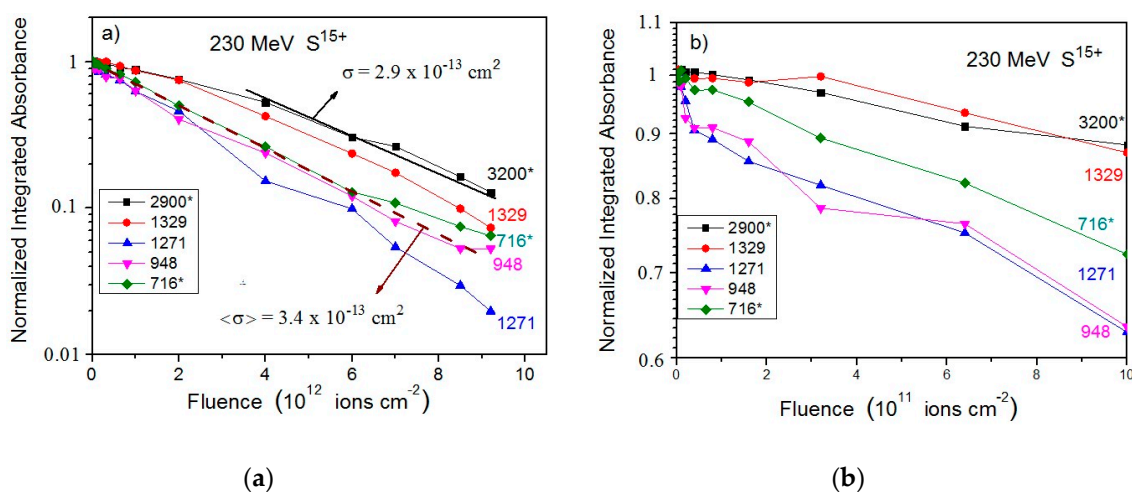 a)
230 MeV S15+
σ = 2.9 x 10-13 cm2
1
0.1
0.01
Normalized Integrated Absorbance
2900*
1329
1271
948
716*
3200*
1329
716*
948
1271
<σ> = 3.4 x 10-13 cm2
0 2 4 6 8 10
Fluence (1012 ions cm-2)
(a)
b)
230 MeV S15+
1.1
1
0.9
0.8
0.7
0.6
Normalized Integrated Absorbance
2900*
1329
1271
948
716*
3200*
1329
716*
1271
948
0 2 4 6 8 10
Fluence (1011 ions cm-2)
(b)